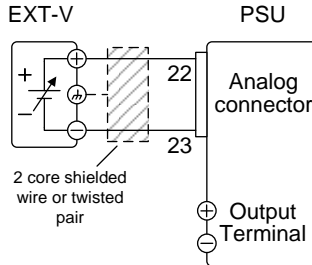 EXT-V
PSU
22
Analog
connector
23
2 core shielded
wire or twisted
pair
Output
Terminal